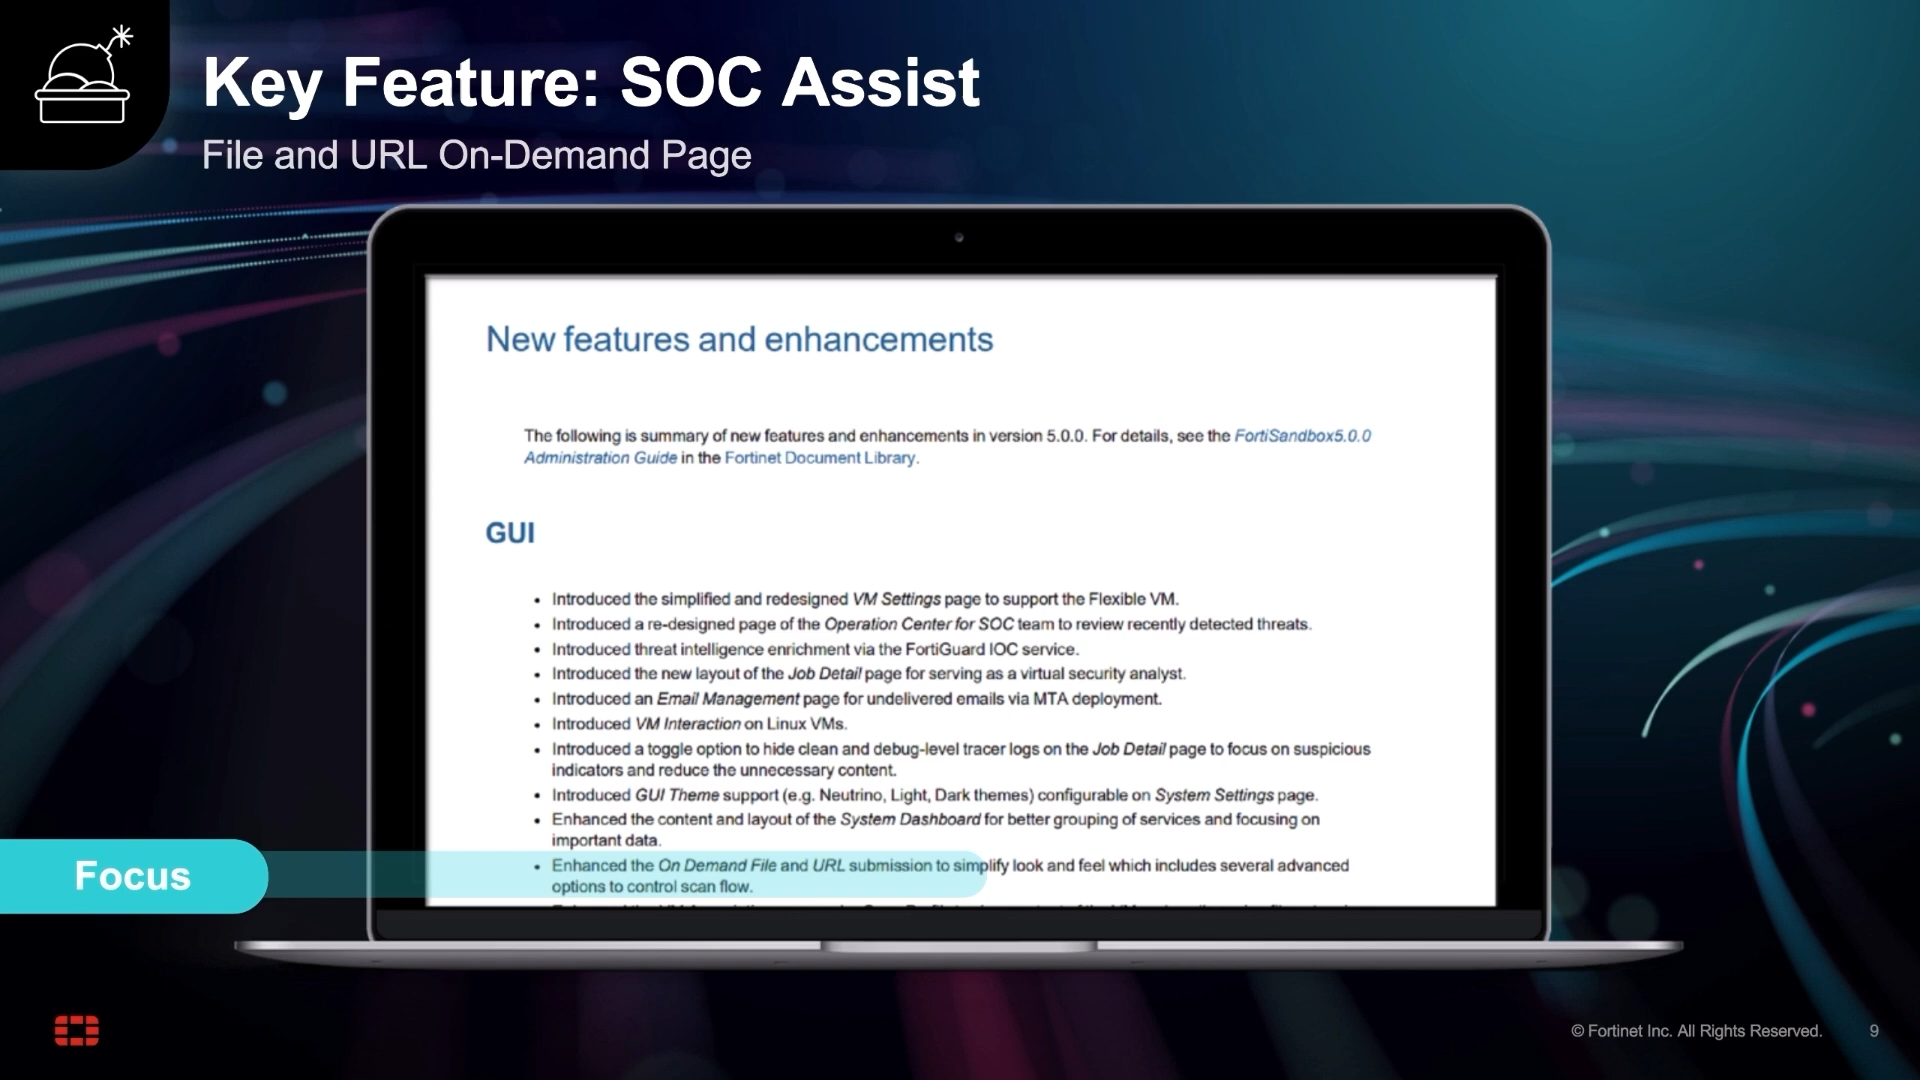 Key Feature: SOC Assist
File and URL On-Demand Page
New features and enhancements
The following is summary of new features and enhancements in version 5.0.0. For details, see the FortiSandbox5.0.0
Administration Guide in the Fortinet Document Library.
GUI
• Introduced the simplified and redesigned VM Settings page to support the Flexible VM.
• Introduced a re-designed page of the Operation Center for SOC team to review recently detected threats.
• Introduced threat intelligence enrichment via the FortiGuard IOC service.
• Introduced the new layout of the Job Detail page for serving as a virtual security analyst.
• Introduced an Email Management page for undelivered emails via MTA deployment.
• Introduced VM Interaction on Linux VMs.
• Introduced a toggle option to hide clean and debug-level tracer logs on the Job Detail page to focus on suspicious
indicators and reduce the unnecessary content.
• Introduced GUI Theme support (e.g. Neutrino, Light, Dark themes) configurable on System Settings page.
• Enhanced the content and layout of the System Dashboard for better grouping of services and focusing on
important data.
Focus
• Enhanced the On Demand File and URL submission to simplify look and feel which includes several advanced
options to control scan flow.
© Fortinet Inc. All Rights Reserved.
9